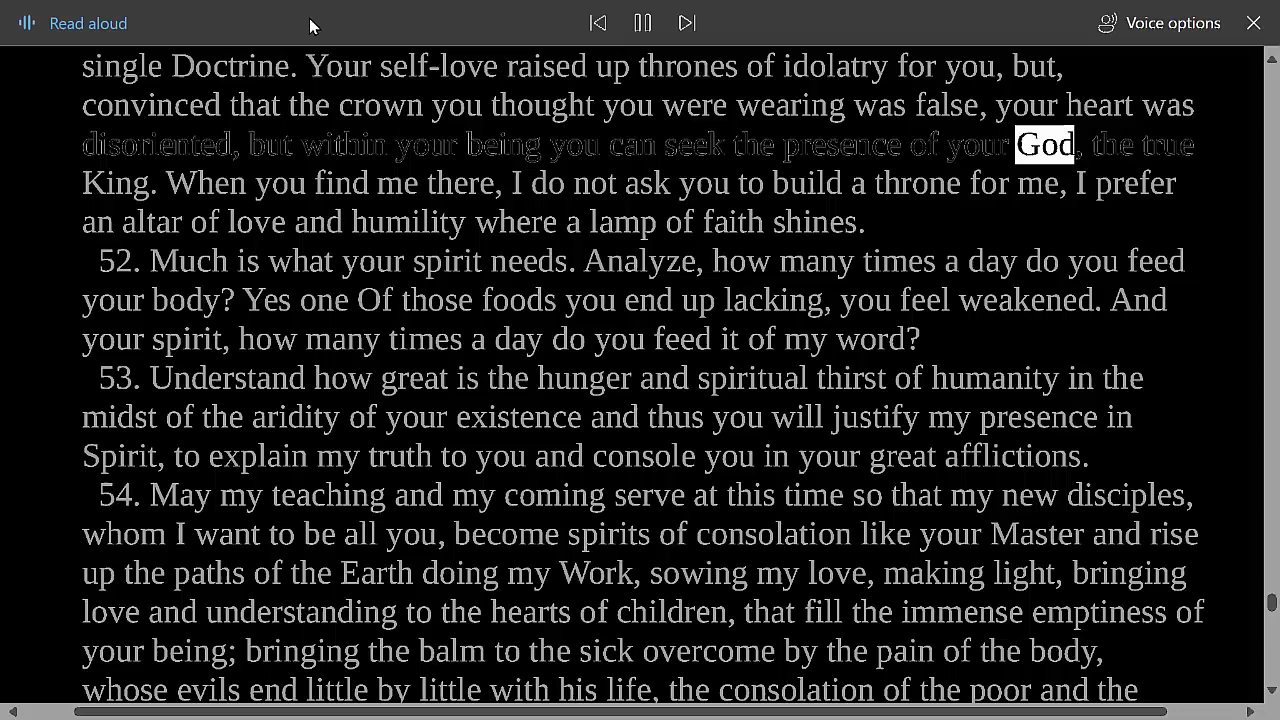 Read aloud
Voice options
single Doctrine. Your self-love raised up thrones of idolatry for you, but,
convinced that the crown you thought you were wearing was false, your heart was
disoriented, but within your being you can seek the presence of your God, the true
King. When you find me there, I do not ask you to build a throne for me, I prefer
an altar of love and humility where a lamp of faith shines.
52. Much is what your spirit needs. Analyze, how many times a day do you feed
your body? Yes one Of those foods you end up lacking, you feel weakened. And
your spirit, how many times a day do you feed it of my word?
53. Understand how great is the hunger and spiritual thirst of humanity in the
midst of the aridity of your existence and thus you will justify my presence in
Spirit, to explain my truth to you and console you in your great afflictions.
54. May my teaching and my coming serve at this time so that my new disciples,
whom I want to be all you, become spirits of consolation like your Master and rise
up the paths of the Earth doing my Work, sowing my love, making light, bringing
love and understanding to the hearts of children, that fill the immense emptiness of
your being; bringing the balm to the sick overcome by the pain of the body,
whose evils end little by little with his life, the consolation of the poor and the